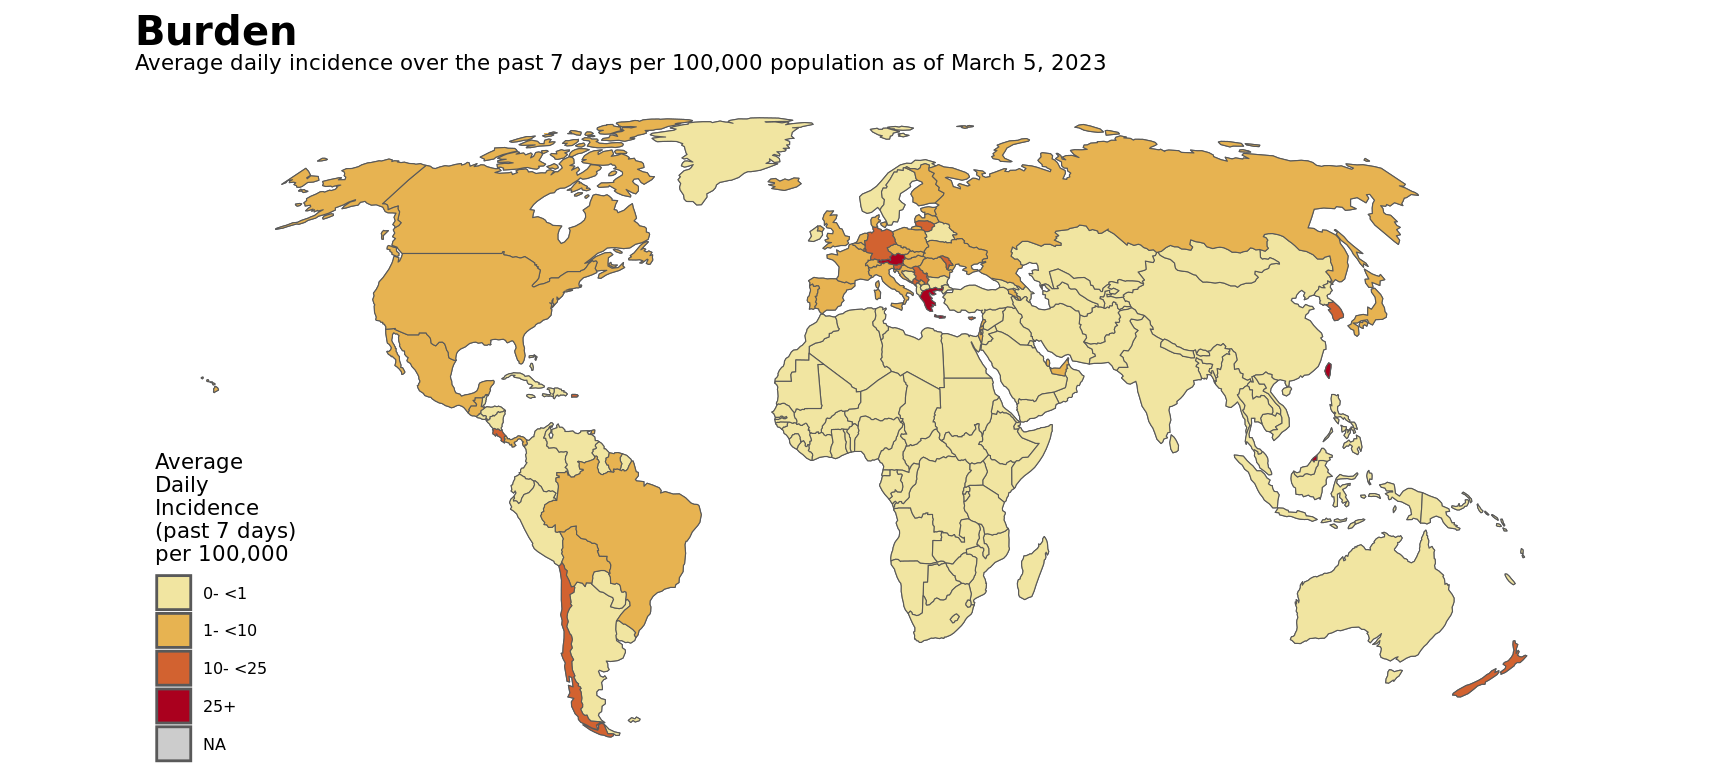 Burden
Average daily incidence over the past 7 days per 100,000 population as of March 5, 2023
Average
Daily
Incidence
(past 7 days)
per 100,000
0- <1
1- <10
10- <25
25+
NA